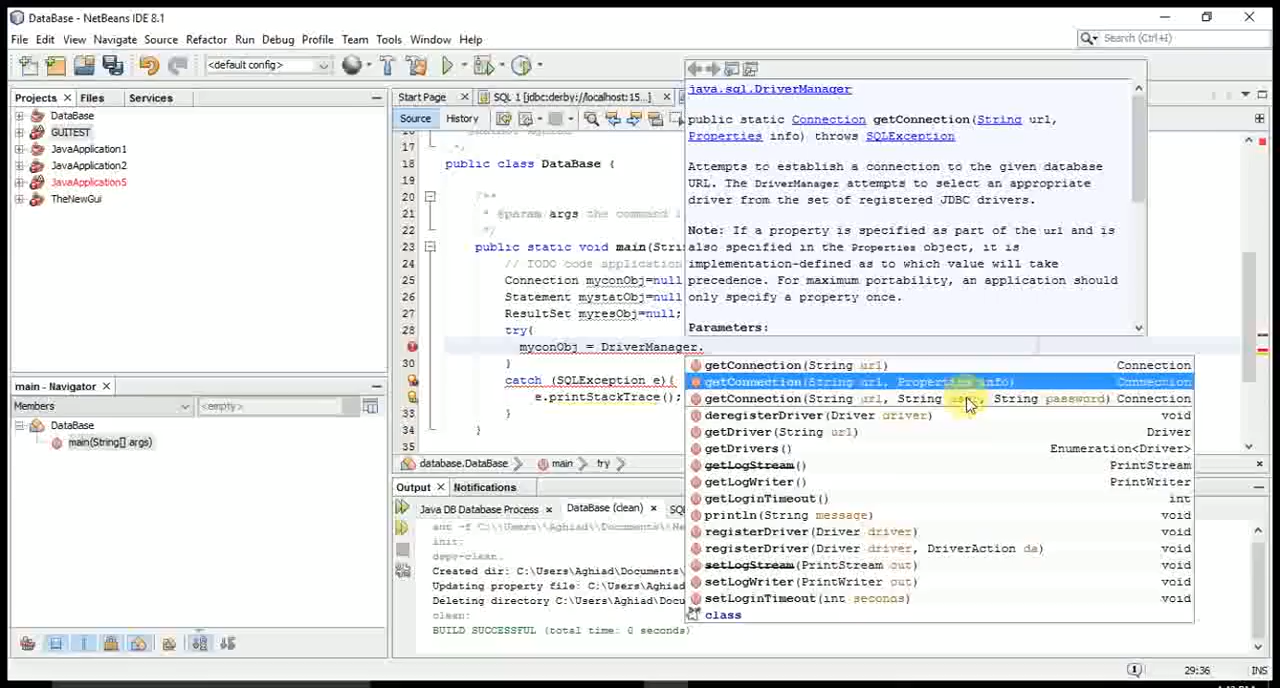 DataBase - NetBeans IDE 8.1
File Edit View Navigate Source Refactor Run Debug Profile Team Tools Window Help
Search (Ctrl+I)
<default config>
Projects Files Services
DataBase
GUITEST
JavaApplication1
JavaApplication2
JavaApplication5
TheNewGui
main - Navigator
Members <empty>
DataBase
main(String[] args)
Start Page SQL 1 [jdbc:derby://localhost:15...]
Source History
17 */
18 public class DataBase {
19
20 /**
21 * @param args the command l
22 */
23 public static void main(Stri
24 // TODO code application
25 Connection myconObj=null
26 Statement mystatObj=null
27 ResultSet myresObj=null;
28 try{
myconObj = DriverManager.
30 }
catch (SQLException e){
e.printStackTrace();
33 }
34 }
35
java.sql.DriverManager
public static Connection getConnection(String url,
Properties info) throws SQLException
Attempts to establish a connection to the given database
URL. The DriverManager attempts to select an appropriate
driver from the set of registered JDBC drivers.
Note: If a property is specified as part of the url and is
also specified in the Properties object, it is
implementation-defined as to which value will take
precedence. For maximum portability, an application should
only specify a property once.
Parameters:
getConnection(String url) Connection
getConnection(String url, Properties info) Connection
getConnection(String url, String user, String password) Connection
deregisterDriver(Driver driver) void
getDriver(String url) Driver
getDrivers() Enumeration<Driver>
getLogStream() PrintStream
getLogWriter() PrintWriter
getLoginTimeout() int
println(String message) void
registerDriver(Driver driver) void
registerDriver(Driver driver, DriverAction da) void
setLogStream(PrintStream out) void
setLogWriter(PrintWriter out) void
setLoginTimeout(int seconds) void
class
database.DataBase main try
Output Notifications
Java DB Database Process DataBase (clean) SQ
ant -f C:\\Users\\Aghiad\\Documents\\Ne
init:
deps-clean:
Created dir: C:\Users\Aghiad\Documents\
Updating property file: C:\Users\Aghiad
Deleting directory C:\Users\Aghiad\Docu
clean:
BUILD SUCCESSFUL (total time: 0 seconds)
29:36 INS